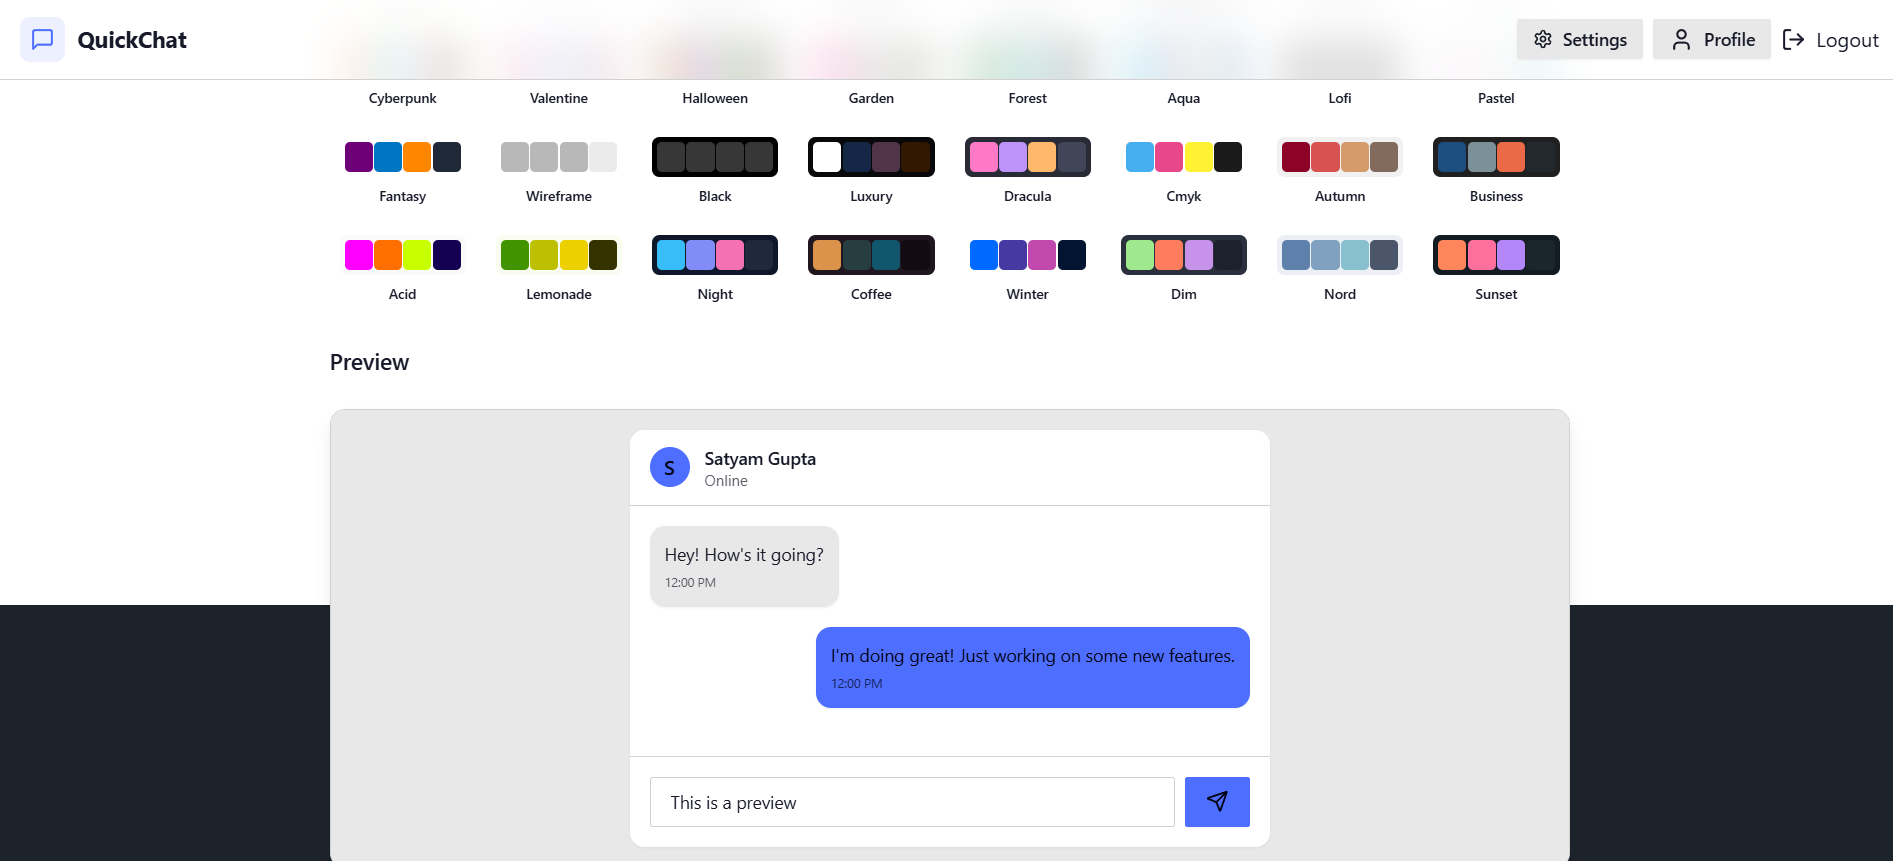 QuickChat
Settings
Profile
Logout
Cyberpunk
Valentine
Halloween
Garden
Forest
Aqua
Lofi
Pastel
Fantasy
Wireframe
Black
Luxury
Dracula
Cmyk
Autumn
Business
Acid
Lemonade
Night
Coffee
Winter
Dim
Nord
Sunset
Preview
S
Satyam Gupta
Online
Hey! How's it going?
12:00 PM
I'm doing great! Just working on some new features.
12:00 PM
This is a preview